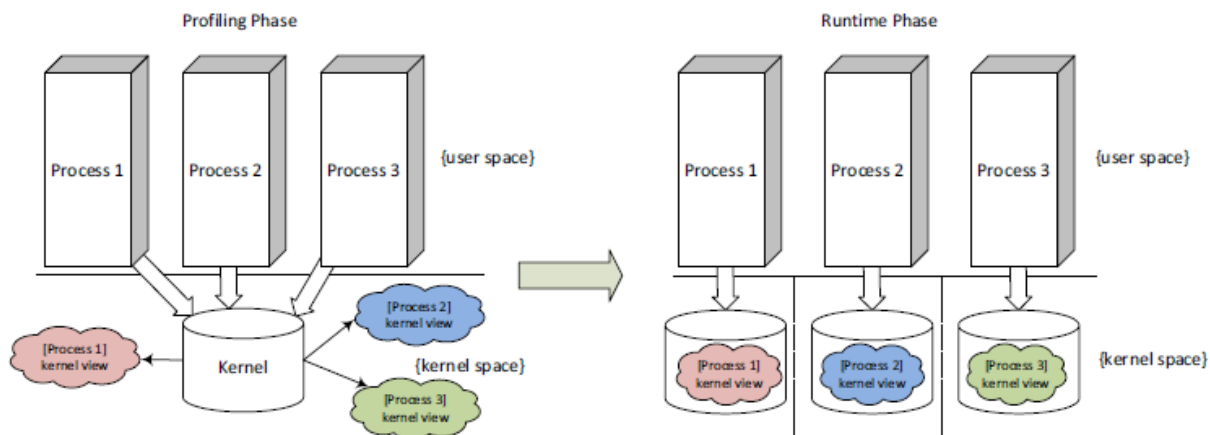 Profiling Phase
Runtime Phase
Process 1
Process 2
Process 3
{user space}
Process 1
Process 2
Process 3
{user space}
[Process 1]
kernel view
Kernel
[Process 2]
kernel view
{kernel space}
[Process 3]
kernel view
[Process 1]
kernel view
[Process 2]
kernel view
[Process 3]
kernel view
{kernel space}